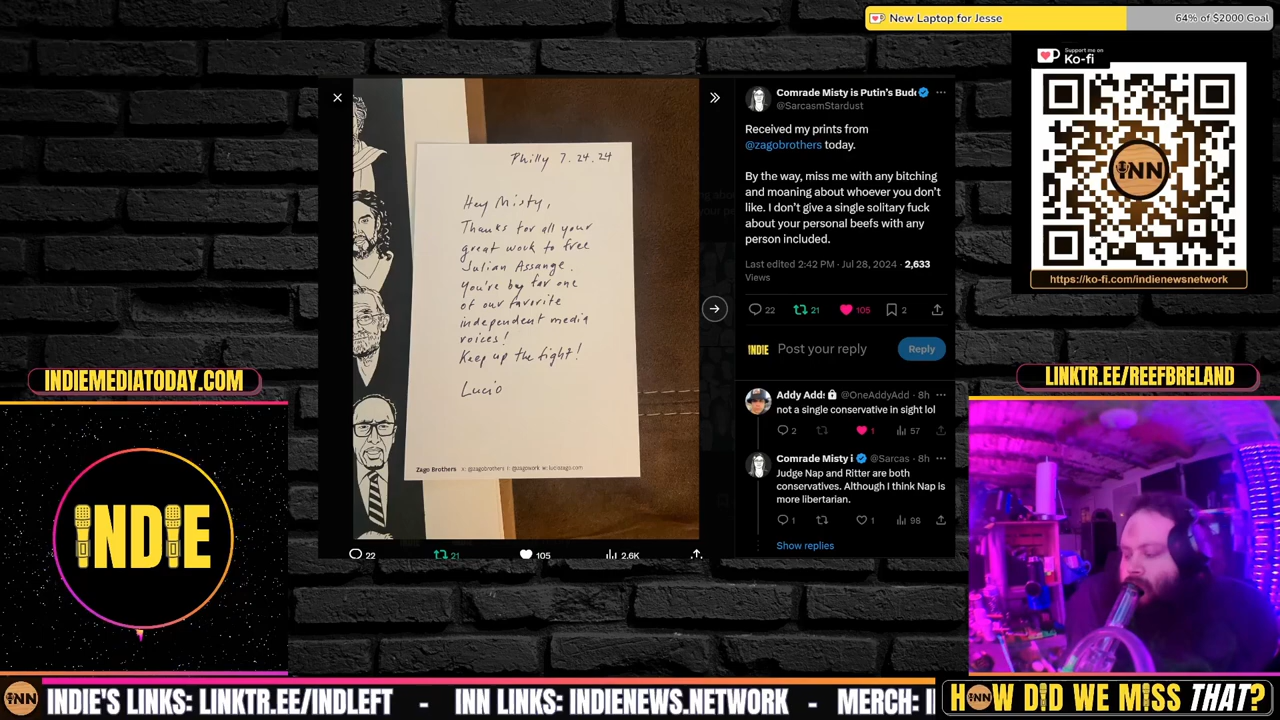 New Laptop for Jesse
64% of $2000 Goal
Support me on
Ko-fi
iNN
https://ko-fi.com/indienewsnetwork
Philly 7.24.24
Hey Misty,
Thanks for all your
great work to free
Julian Assange.
You're by far one
of our favorite
independent media
voices!
Keep up the fight!
Lucio
Zago Brothers x: @zagobrothers I: @zagowork w: luciozago.com
22
21
105
2.6K
Comrade Misty is Putin's Bud
@SarcasmStardust
Received my prints from
@zagobrothers today.
By the way, miss me with any bitching
and moaning about whoever you don't
like. I don't give a single solitary fuck
about your personal beefs with any
person included.
Last edited 2:42 PM · Jul 28, 2024 · 2,633
Views
22
21
105
2
INDIE
Post your reply
Reply
Addy Add: @OneAddyAdd · 8h
not a single conservative in sight lol
2
1
57
Comrade Misty i @Sarcas · 8h
Judge Nap and Ritter are both
conservatives. Although I think Nap is
more libertarian.
1
1
98
Show replies
INDIEMEDIATODAY.COM
INDIE
LINKTR.EE/REEFBRELAND
iNN
INDIE'S LINKS: LINKTR.EE/INDLEFT - INN LINKS: INDIENEWS.NETWORK - MERCH: I
HOW DID WE MISS THAT?